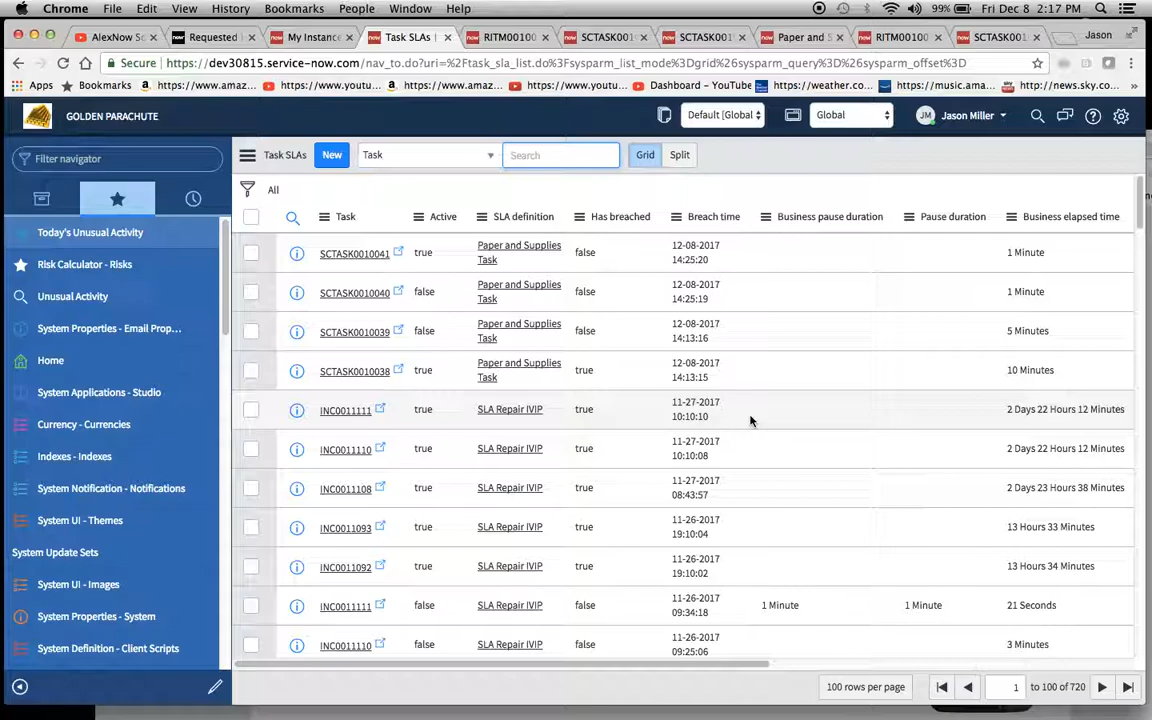 Chrome File Edit View History Bookmarks People Window Help 99% Fri Dec 8 2:17 PM
AlexNow Sc Requested My Instance Task SLAs RITM00100 SCTASK00100 SCTASK001 Paper and S RITM00100 SCTASK001 Jason
Secure https://dev30815.service-now.com/nav_to.do?uri=%2Ftask_sla_list.do%3Fsysparm_list_mode%3Dgrid%26sysparm_query%3D%26sysparm_offset%3D
Apps Bookmarks https://www.amaz... https://www.youtu... https://www.amaz... https://www.youtu... Dashboard - YouTube https://weather.co... https://music.ama... http://news.sky.co...
GOLDEN PARACHUTE Default [Global Global JM Jason Miller
Filter navigator
Task SLAs New Task Search Grid Split
All
Task Active SLA definition Has breached Breach time Business pause duration Pause duration Business elapsed time
SCTASK0010041 true Paper and Supplies Task false 12-08-2017 14:25:20 1 Minute
SCTASK0010040 false Paper and Supplies Task false 12-08-2017 14:25:19 1 Minute
SCTASK0010039 false Paper and Supplies Task false 12-08-2017 14:13:16 5 Minutes
SCTASK0010038 true Paper and Supplies Task true 12-08-2017 14:13:15 10 Minutes
INC0011111 true SLA Repair IVIP true 11-27-2017 10:10:10 2 Days 22 Hours 12 Minutes
INC0011110 true SLA Repair IVIP true 11-27-2017 10:10:08 2 Days 22 Hours 12 Minutes
INC0011108 true SLA Repair IVIP true 11-27-2017 08:43:57 2 Days 23 Hours 38 Minutes
INC0011093 true SLA Repair IVIP true 11-26-2017 19:10:04 13 Hours 33 Minutes
INC0011092 true SLA Repair IVIP true 11-26-2017 19:10:02 13 Hours 34 Minutes
INC0011111 false SLA Repair IVIP false 11-26-2017 09:34:18 1 Minute 1 Minute 21 Seconds
INC0011110 false SLA Repair IVIP false 11-26-2017 09:25:06 3 Minutes
Today's Unusual Activity
Risk Calculator - Risks
Unusual Activity
System Properties - Email Prop...
Home
System Applications - Studio
Currency - Currencies
Indexes - Indexes
System Notification - Notifications
System UI - Themes
System Update Sets
System UI - Images
System Properties - System
System Definition - Client Scripts
100 rows per page 1 to 100 of 720